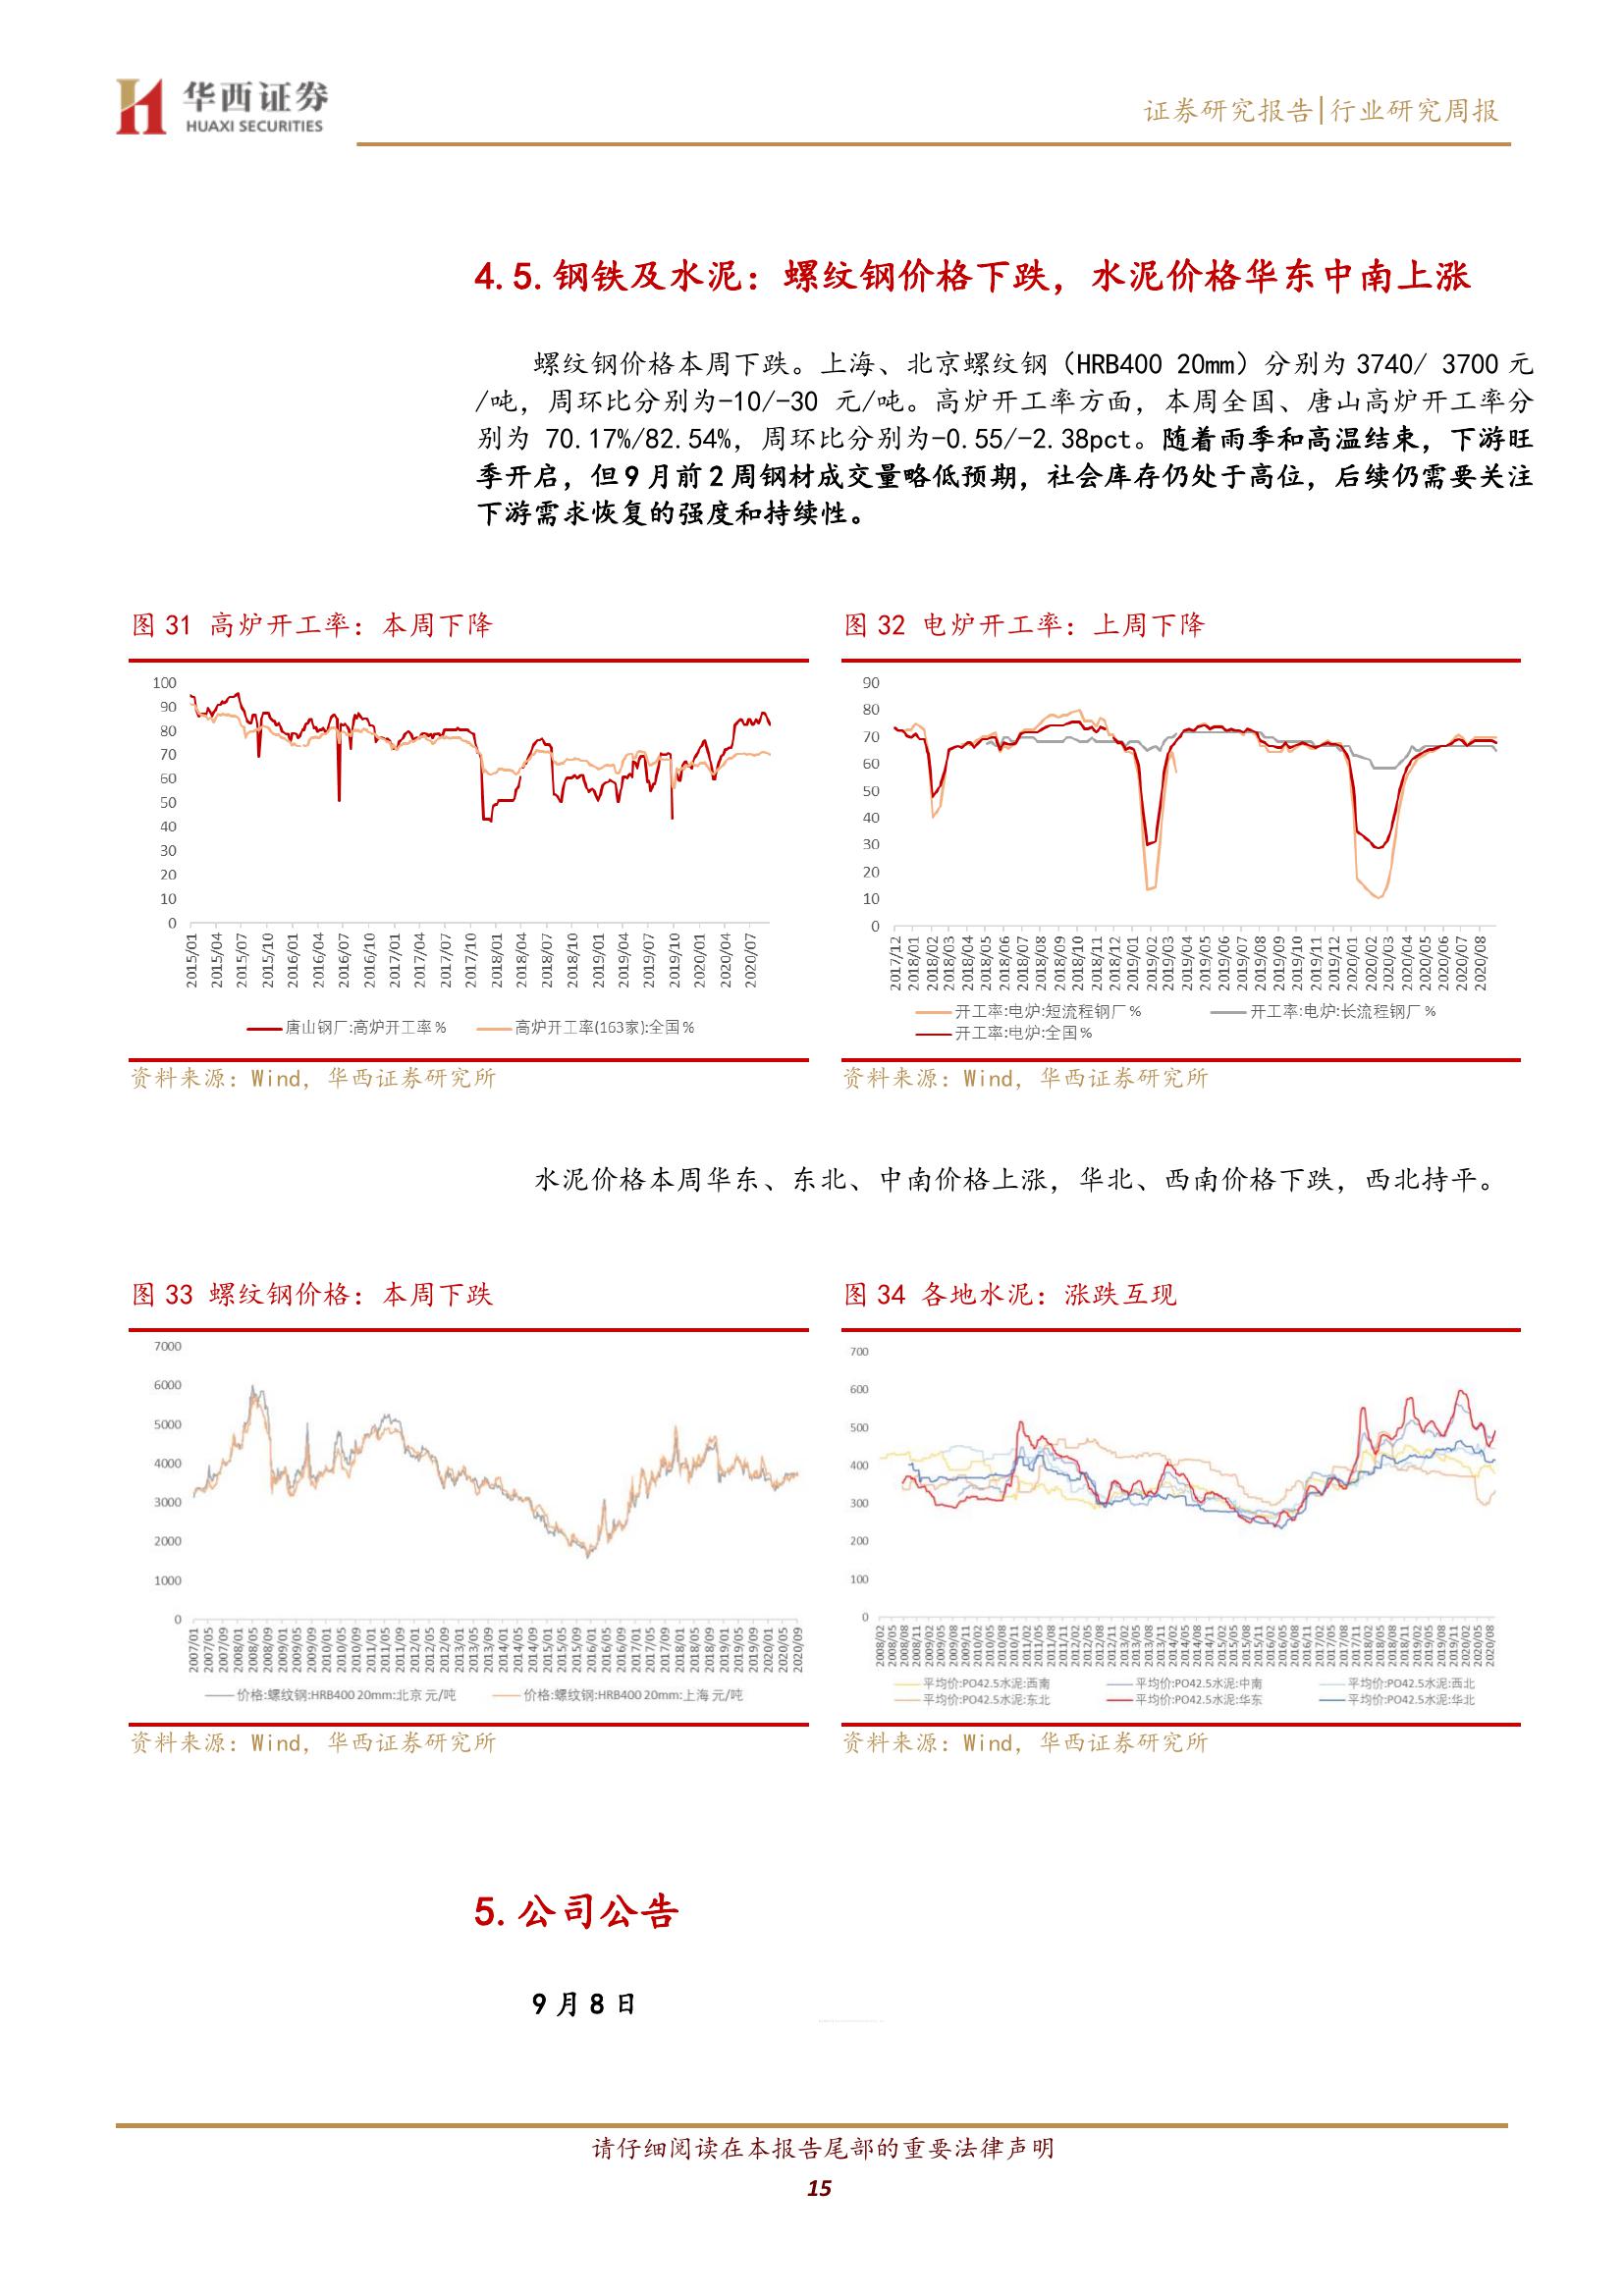 华西证券
HUAXI SECURITIES
证券研究报告|行业研究周报
4.5.钢铁及水泥：螺纹钢价格下跌，水泥价格华东中南上涨
螺纹钢价格本周下跌。上海、北京螺纹钢（HRB400 20mm）分别为 3740/ 3700 元
/吨，周环比分别为-10/-30 元/吨。高炉开工率方面，本周全国、唐山高炉开工率分
别为 70.17%/82.54%，周环比分别为-0.55/-2.38pct。随着雨季和高温结束，下游旺
季开启，但 9 月前 2 周钢材成交量略低预期，社会库存仍处于高位，后续仍需要关注
下游需求恢复的强度和持续性。
图 31 高炉开工率：本周下降
100
90
80
70
60
50
40
30
20
10
0
2015/01 2015/04 2015/07 2015/10 2016/01 2016/04 2016/07 2016/10 2017/01 2017/04 2017/07 2017/10 2018/01 2018/04 2018/07 2018/10 2019/01 2019/04 2019/07 2019/10 2020/01 2020/04 2020/07
唐山钢厂:高炉开工率 % 高炉开工率(163家):全国 %
资料来源：Wind，华西证券研究所
图 32 电炉开工率：上周下降
90
80
70
60
50
40
30
20
10
0
2017/12 2018/01 2018/02 2018/03 2018/04 2018/05 2018/06 2018/07 2018/08 2018/09 2018/10 2018/11 2018/12 2019/01 2019/02 2019/03 2019/04 2019/05 2019/06 2019/07 2019/08 2019/09 2019/10 2019/11 2019/12 2020/01 2020/02 2020/03 2020/04 2020/05 2020/06 2020/07 2020/08
开工率:电炉:短流程钢厂 % 开工率:电炉:长流程钢厂 %
开工率:电炉:全国 %
资料来源：Wind，华西证券研究所
水泥价格本周华东、东北、中南价格上涨，华北、西南价格下跌，西北持平。
图 33 螺纹钢价格：本周下跌
7000
6000
5000
4000
3000
2000
1000
0
2007/01 2007/05 2007/09 2008/01 2008/05 2008/09 2009/01 2009/05 2009/09 2010/01 2010/05 2010/09 2011/01 2011/05 2011/09 2012/01 2012/05 2012/09 2013/01 2013/05 2013/09 2014/01 2014/05 2014/09 2015/01 2015/05 2015/09 2016/01 2016/05 2016/09 2017/01 2017/05 2017/09 2018/01 2018/05 2018/09 2019/01 2019/05 2019/09 2020/01 2020/05 2020/09
价格:螺纹钢:HRB400 20mm:北京 元/吨 价格:螺纹钢:HRB400 20mm:上海 元/吨
资料来源：Wind，华西证券研究所
图 34 各地水泥：涨跌互现
700
600
500
400
300
200
100
0
2008/02 2008/05 2008/08 2008/11 2009/02 2009/05 2009/08 2009/11 2010/02 2010/05 2010/08 2010/11 2011/02 2011/05 2011/08 2011/11 2012/02 2012/05 2012/08 2012/11 2013/02 2013/05 2013/08 2013/11 2014/02 2014/05 2014/08 2014/11 2015/02 2015/05 2015/08 2015/11 2016/02 2016/05 2016/08 2016/11 2017/02 2017/05 2017/08 2017/11 2018/02 2018/05 2018/08 2018/11 2019/02 2019/05 2019/08 2019/11 2020/02 2020/05 2020/08
平均价:PO42.5水泥:西南 平均价:PO42.5水泥:中南 平均价:PO42.5水泥:西北
平均价:PO42.5水泥:东北 平均价:PO42.5水泥:华东 平均价:PO42.5水泥:华北
资料来源：Wind，华西证券研究所
5.公司公告
9 月 8 日
请仔细阅读在本报告尾部的重要法律声明
15